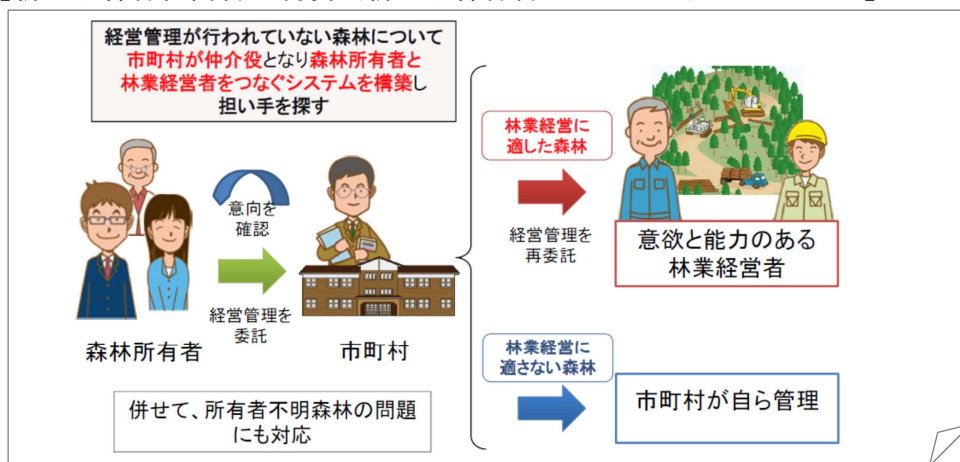 経営管理が行われていない森林について
市町村が仲介役となり森林所有者と
林業経営者をつなぐシステムを構築し
担い手を探す
意向を
確認
経営管理を
委託
森林所有者
市町村
併せて、所有者不明森林の問題
にも対応
林業経営に
適した森林
経営管理を
再委託
意欲と能力のある
林業経営者
林業経営に
適さない森林
市町村が自ら管理